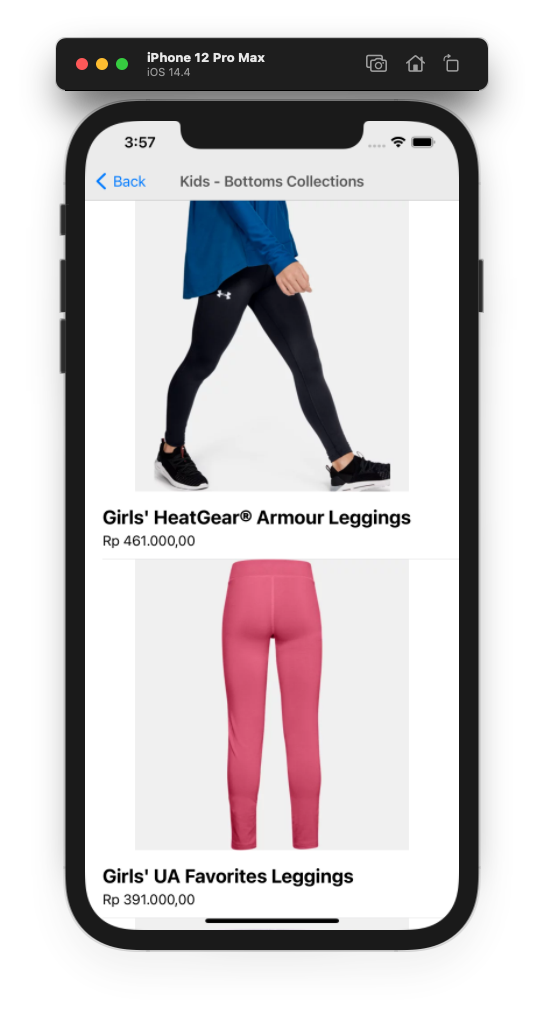 iPhone 12 Pro Max
iOS 14.4
3:57
Back
Kids - Bottoms Collections
Girls' HeatGear® Armour Leggings
Rp 461.000,00
Girls' UA Favorites Leggings
Rp 391.000,00